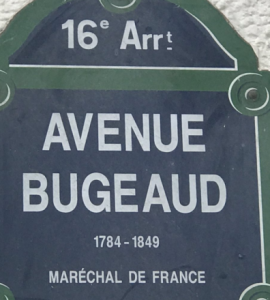 16e Arrt
AVENUE
BUGEAUD
1784-1849
MARÉCHAL DE FRANCE